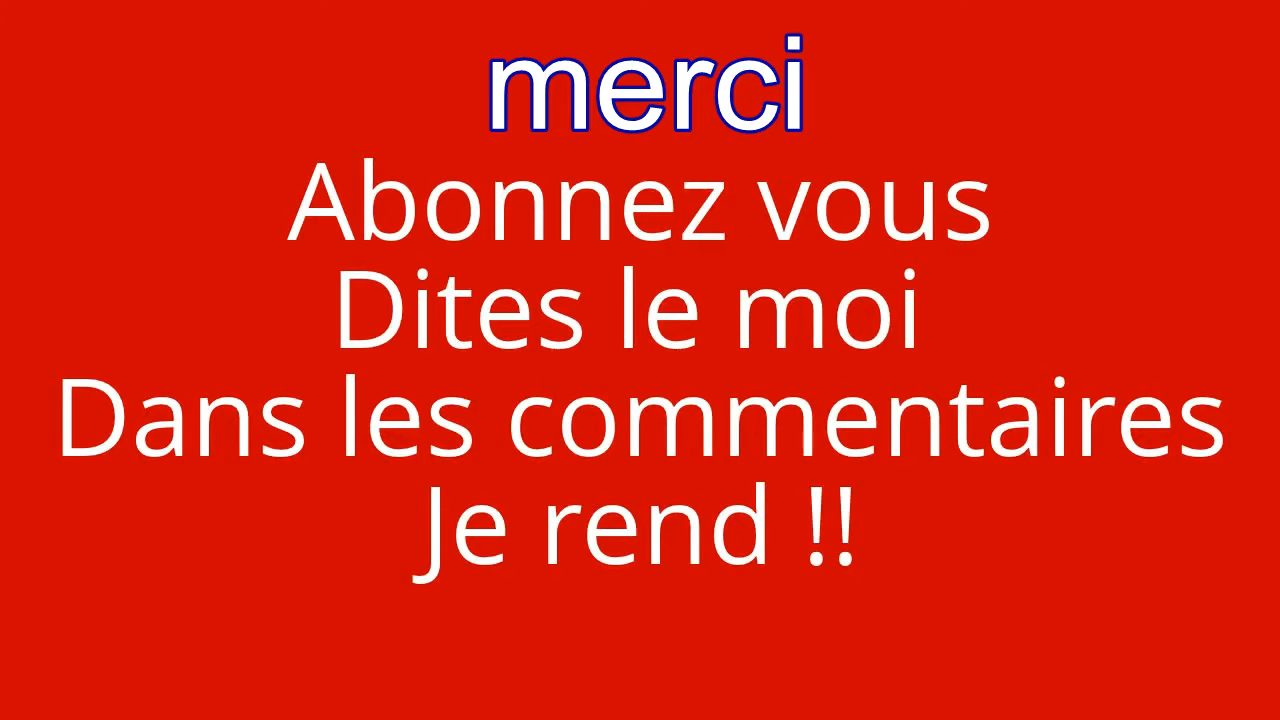 merci
Abonnez vous
Dites le moi
Dans les commentaires
Je rend !!